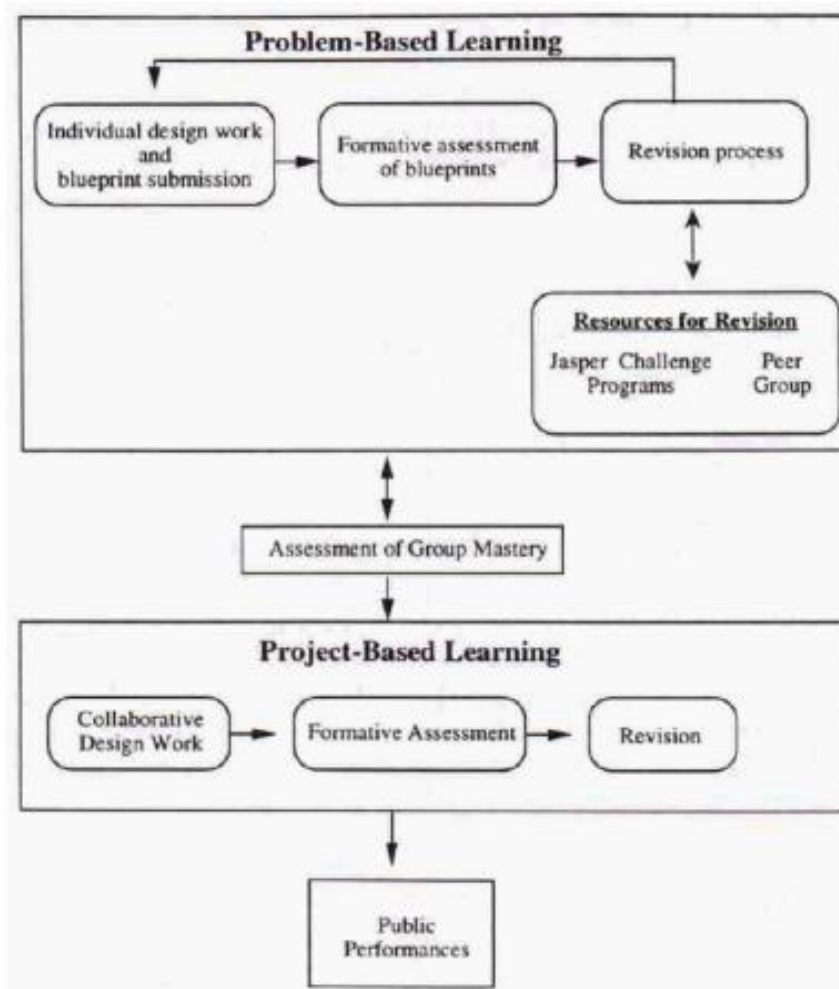 Problem-Based Learning
Individual design work
and
blueprint submission
Formative assessment
of blueprints
Revision process
Resources for Revision
Jasper Challenge
Programs
Peer
Group
Assessment of Group Mastery
Project-Based Learning
Collaborative
Design Work
Formative Assessment
Revision
Public
Performances